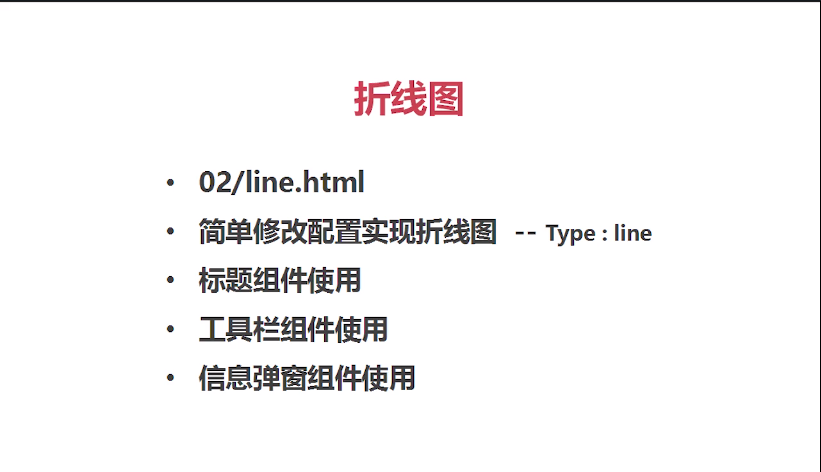 折线图
• 02/line.html
• 简单修改配置实现折线图 -- Type : line
• 标题组件使用
• 工具栏组件使用
• 信息弹窗组件使用